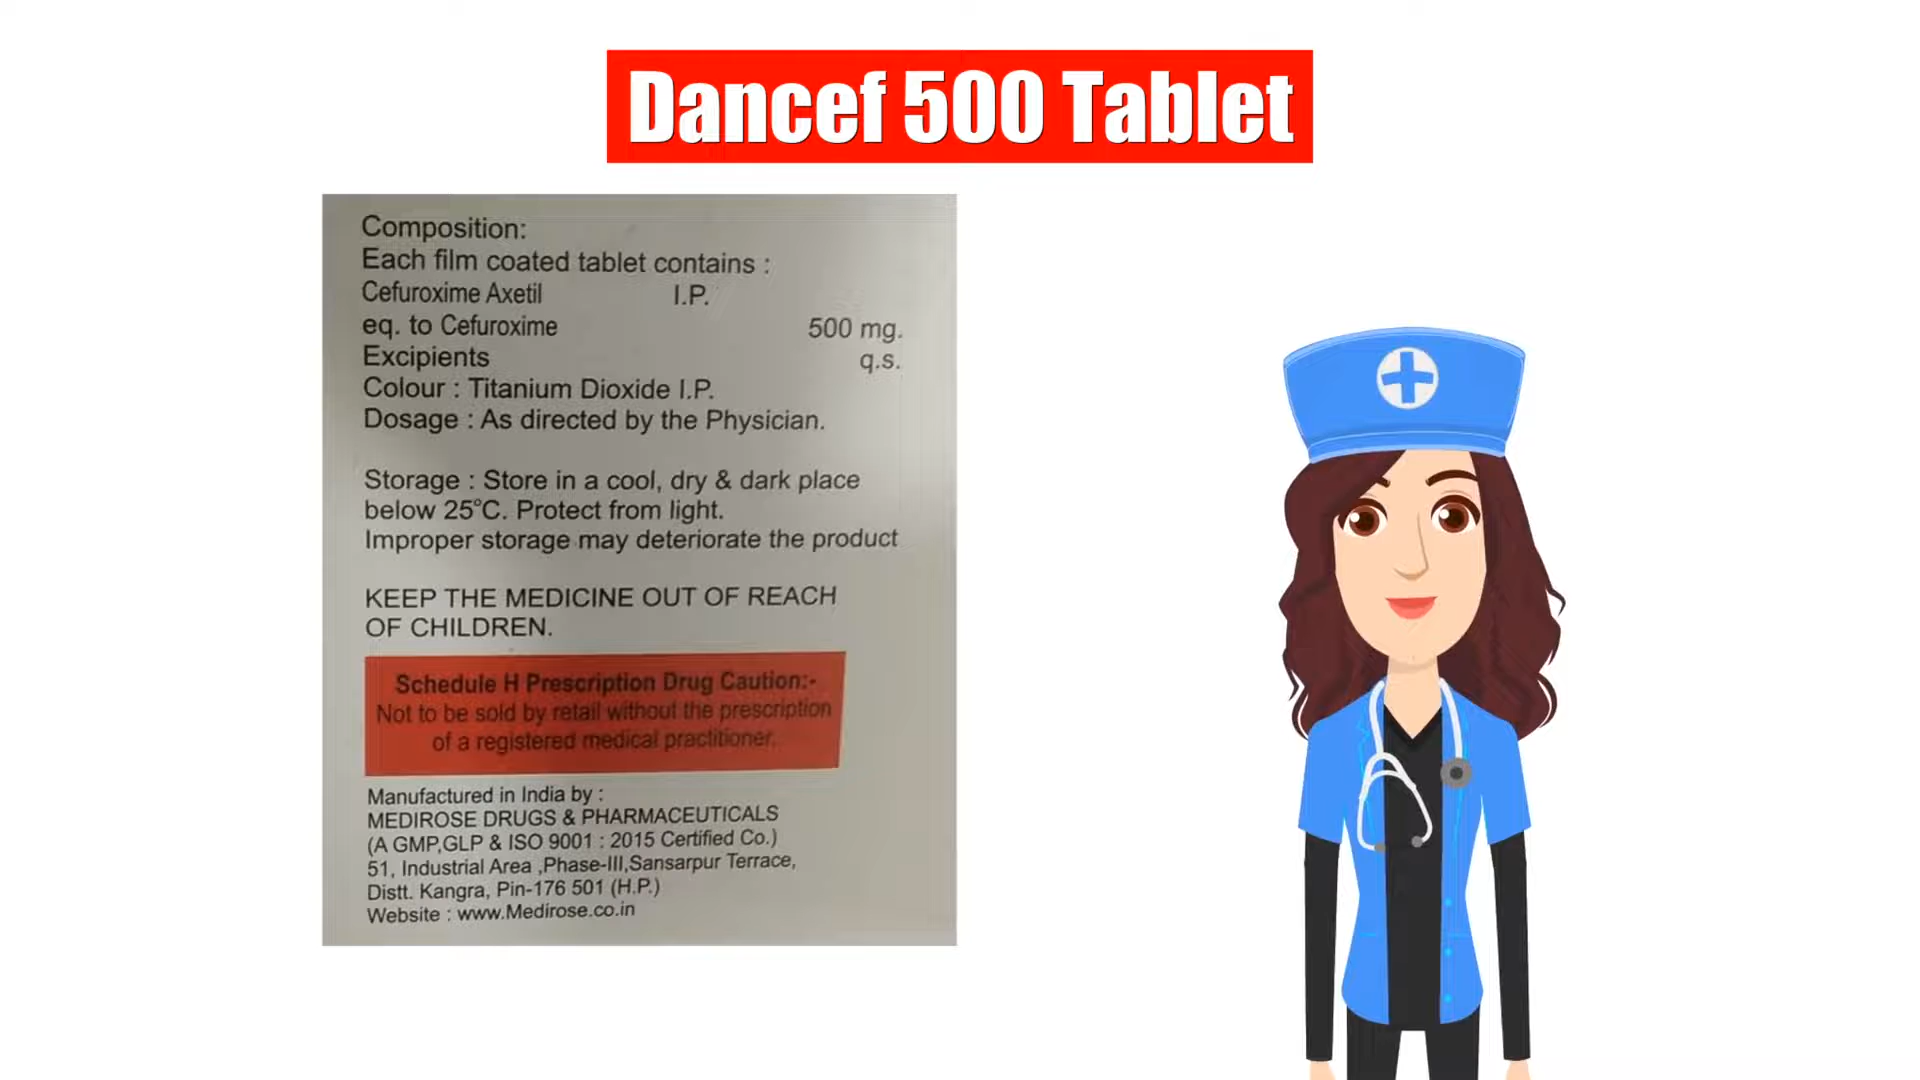 Dancef 500 Tablet
Composition:
Each film coated tablet contains :
Cefuroxime Axetil I.P.
eq. to Cefuroxime 500 mg.
Excipients q.s.
Colour : Titanium Dioxide I.P.
Dosage : As directed by the Physician.
Storage : Store in a cool, dry & dark place
below 25°C. Protect from light.
Improper storage may deteriorate the product
KEEP THE MEDICINE OUT OF REACH
OF CHILDREN.
Schedule H Prescription Drug Caution:-
Not to be sold by retail without the prescription
of a registered medical practitioner.
Manufactured in India by :
MEDIROSE DRUGS & PHARMACEUTICALS
(A GMP,GLP & ISO 9001 : 2015 Certified Co.)
51, Industrial Area ,Phase-III,Sansarpur Terrace,
Distt. Kangra, Pin-176 501 (H.P.)
Website : www.Medirose.co.in